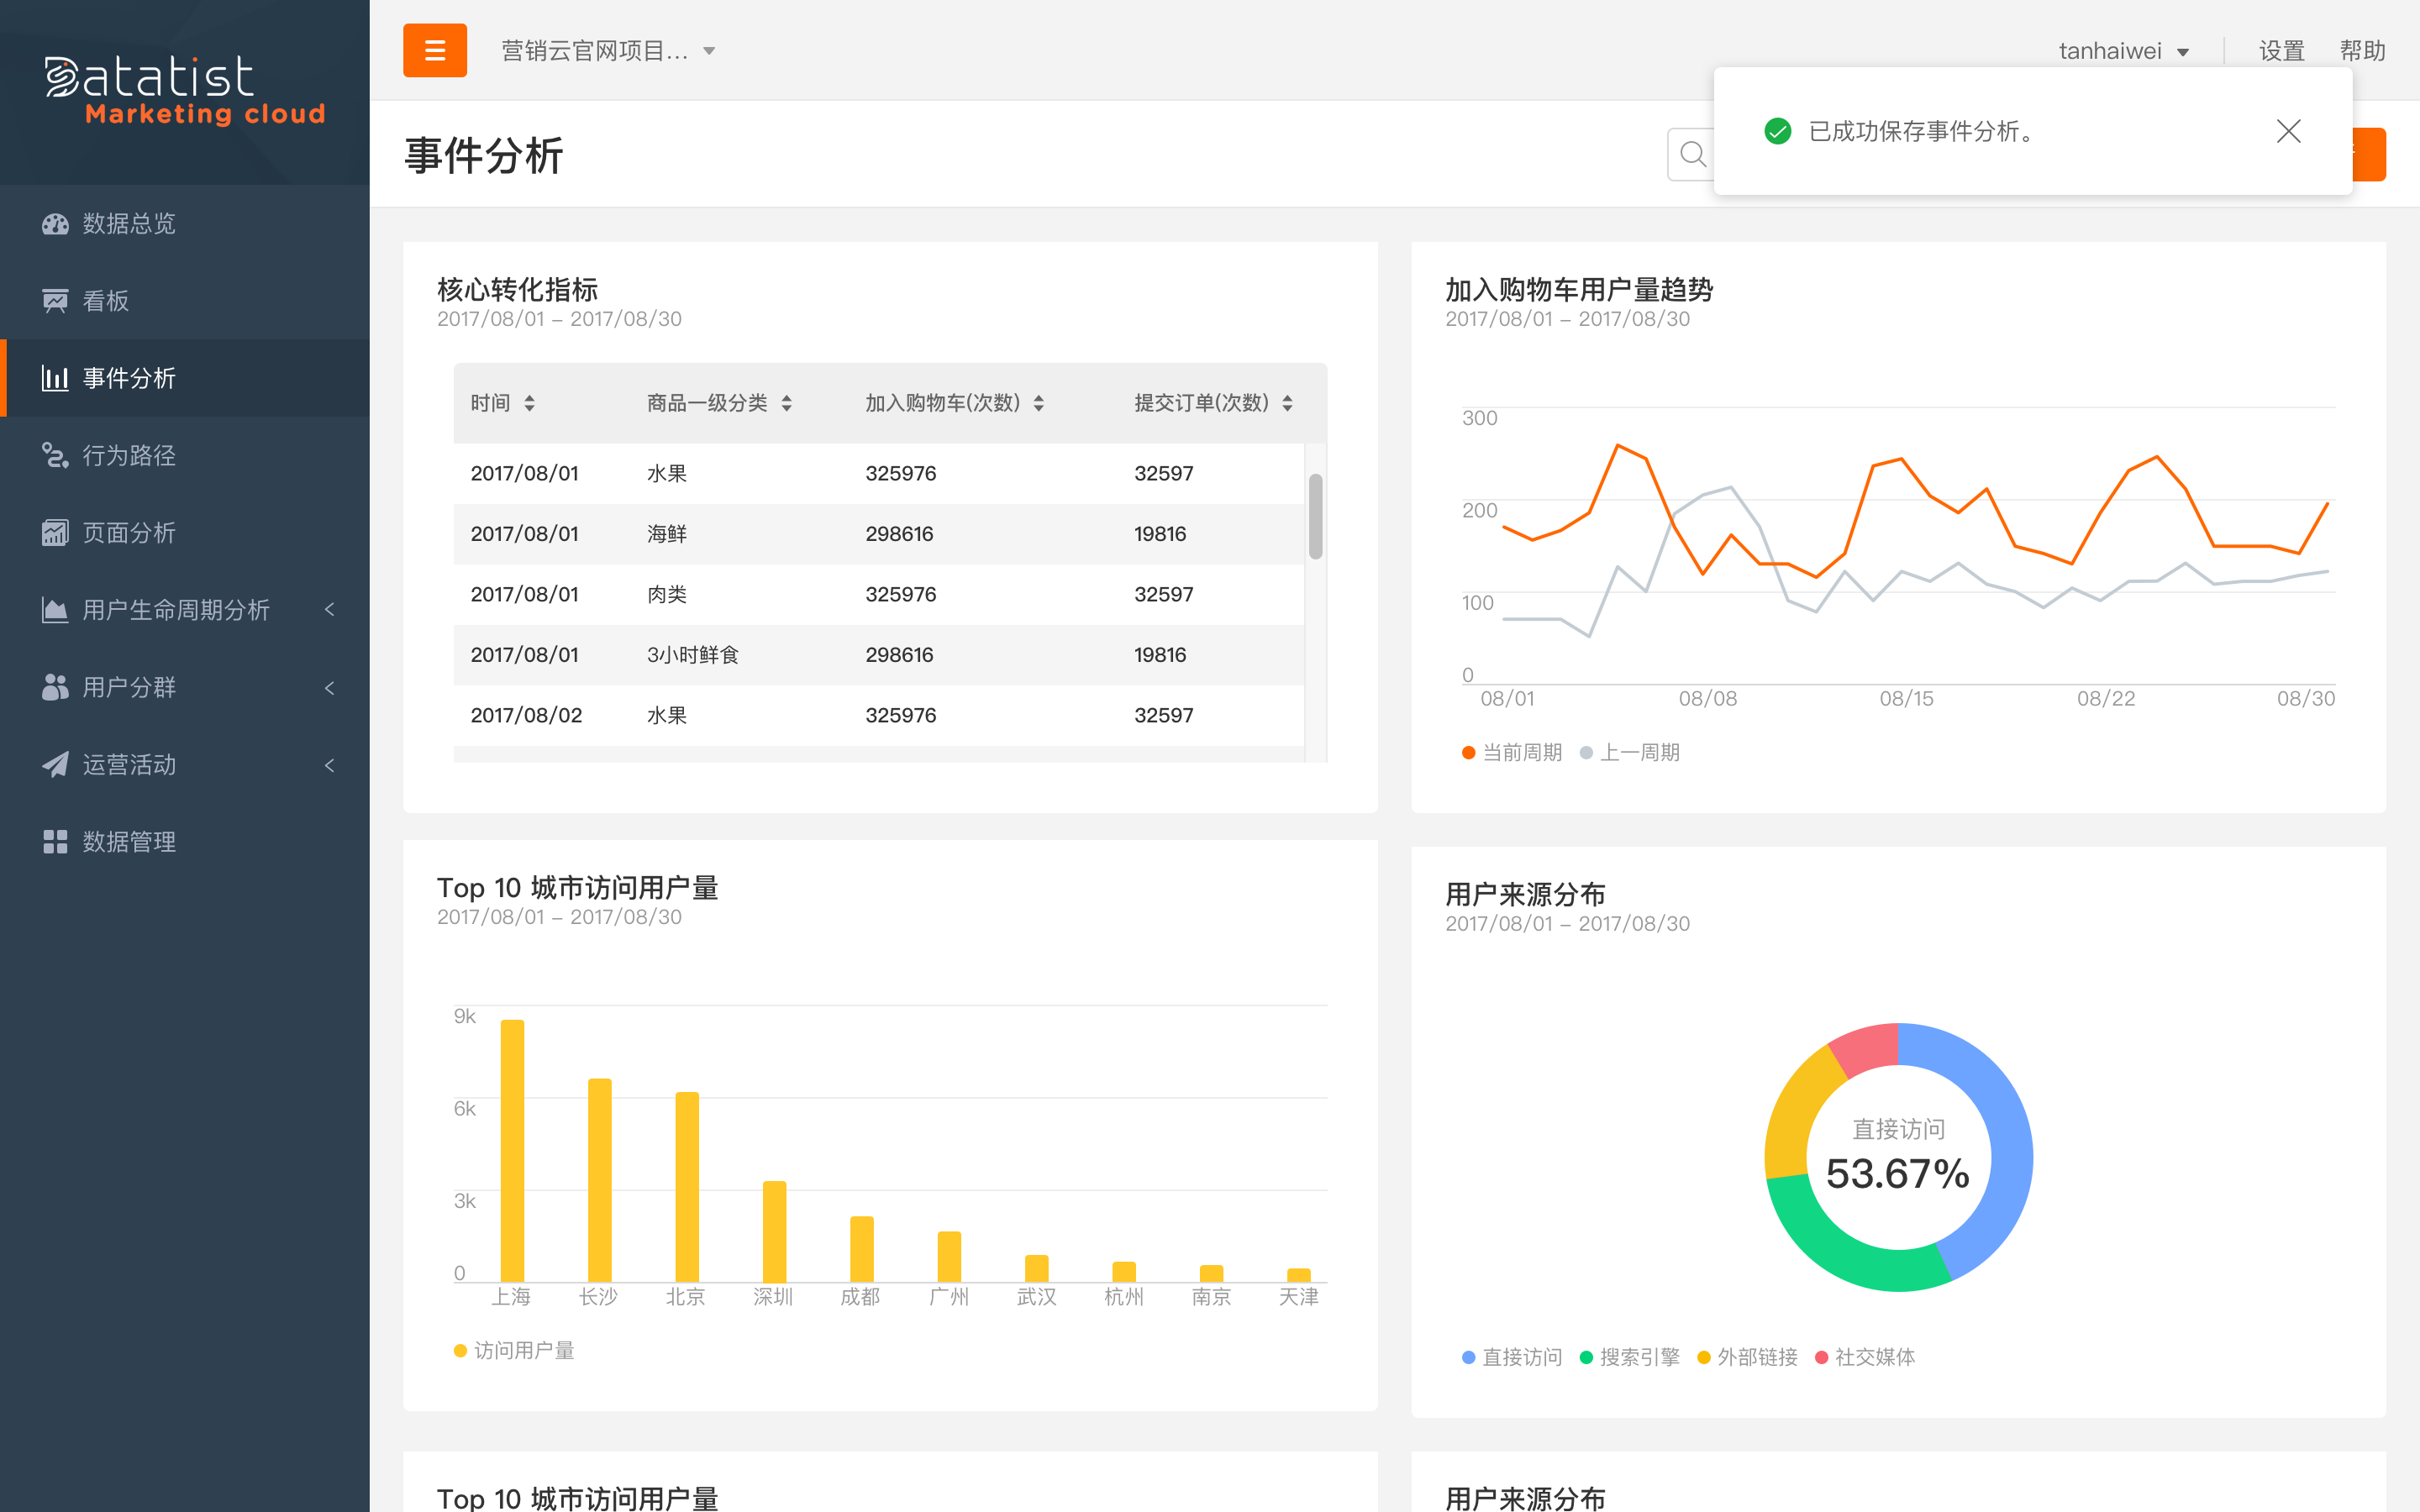 Datatist
Marketing cloud
数据总览
看板
事件分析
行为路径
页面分析
用户生命周期分析
用户分群
运营活动
数据管理
营销云官网项目...
tanhaiwei
设置
帮助
已成功保存事件分析。
事件分析
核心转化指标
2017/08/01 – 2017/08/30
时间 商品一级分类 加入购物车(次数) 提交订单(次数)
2017/08/01 水果 325976 32597
2017/08/01 海鲜 298616 19816
2017/08/01 肉类 325976 32597
2017/08/01 3小时鲜食 298616 19816
2017/08/02 水果 325976 32597
加入购物车用户量趋势
2017/08/01 – 2017/08/30
300
200
100
0
08/01 08/08 08/15 08/22 08/30
当前周期 上一周期
Top 10 城市访问用户量
2017/08/01 – 2017/08/30
9k
6k
3k
0
上海 长沙 北京 深圳 成都 广州 武汉 杭州 南京 天津
访问用户量
用户来源分布
2017/08/01 – 2017/08/30
直接访问
53.67%
直接访问 搜索引擎 外部链接 社交媒体
Top 10 城市访问用户量
用户来源分布